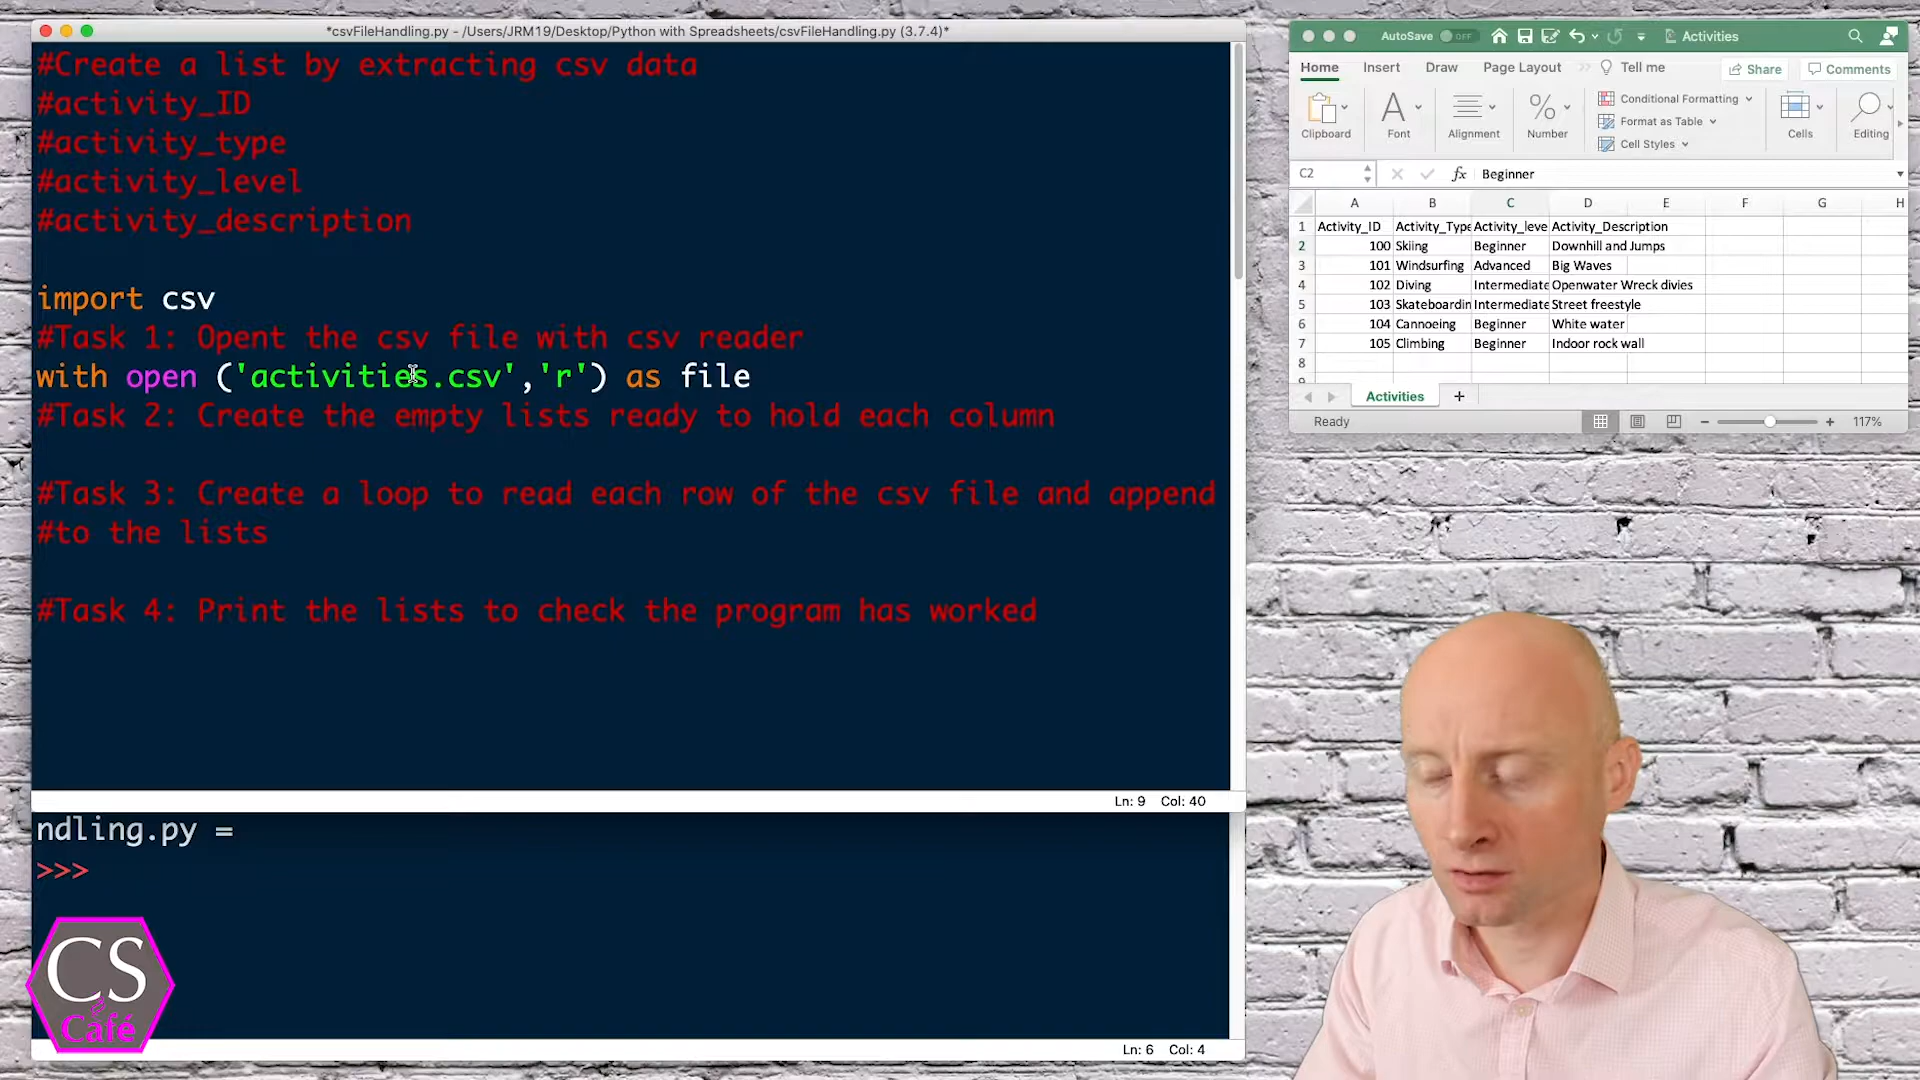 *csvFileHandling.py - /Users/JRM19/Desktop/Python with Spreadsheets/csvFileHandling.py (3.7.4)*
#Create a list by extracting csv data
#activity_ID
#activity_type
#activity_level
#activity_description
import csv
#Task 1: Opent the csv file with csv reader
with open ('activities.csv','r') as file
#Task 2: Create the empty lists ready to hold each column
#Task 3: Create a loop to read each row of the csv file and append
#to the lists
#Task 4: Print the lists to check the program has worked
Ln: 9 Col: 40
ndling.py =
>>>
Ln: 6 Col: 4
CS
Café
AutoSave OFF Activities
Home Insert Draw Page Layout Tell me Share Comments
Clipboard Font Alignment Number Conditional Formatting Format as Table Cell Styles Cells Editing
C2 fx Beginner
A B C D E F G H
1 Activity_ID Activity_Type Activity_leve Activity_Description
2 100 Skiing Beginner Downhill and Jumps
3 101 Windsurfing Advanced Big Waves
4 102 Diving Intermediate Openwater Wreck divies
5 103 Skateboardin Intermediate Street freestyle
6 104 Cannoeing Beginner White water
7 105 Climbing Beginner Indoor rock wall
8
9
Activities +
Ready 117%